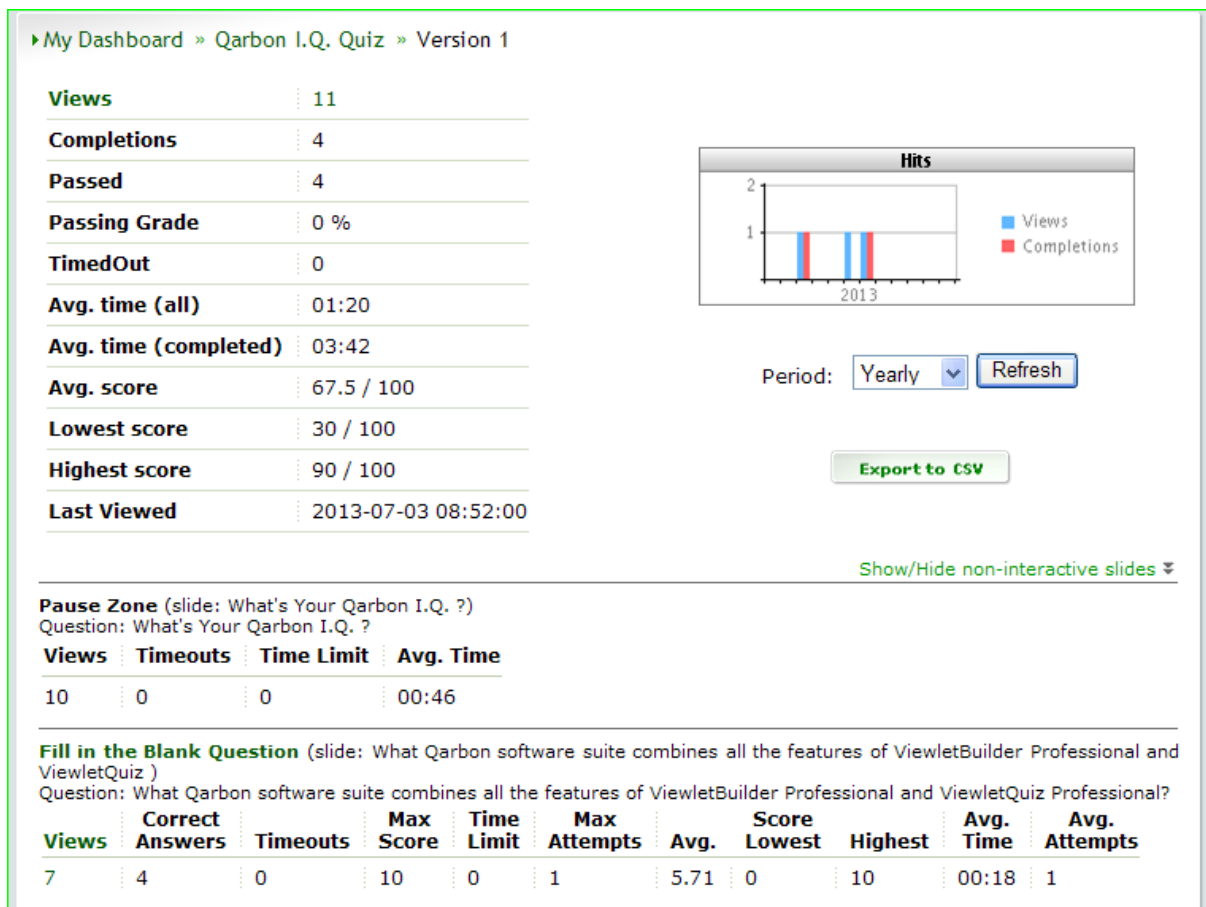 My Dashboard » Qarbon I.Q. Quiz » Version 1
Views 11
Completions 4
Passed 4
Passing Grade 0 %
TimedOut 0
Avg. time (all) 01:20
Avg. time (completed) 03:42
Avg. score 67.5 / 100
Lowest score 30 / 100
Highest score 90 / 100
Last Viewed 2013-07-03 08:52:00
Hits
2
1
2013
Views
Completions
Period: Yearly Refresh
Export to CSV
Show/Hide non-interactive slides
Pause Zone (slide: What's Your Qarbon I.Q. ?)
Question: What's Your Qarbon I.Q. ?
Views Timeouts Time Limit Avg. Time
10 0 0 00:46
Fill in the Blank Question (slide: What Qarbon software suite combines all the features of ViewletBuilder Professional and
ViewletQuiz )
Question: What Qarbon software suite combines all the features of ViewletBuilder Professional and ViewletQuiz Professional?
Correct Max Time Max Score Avg. Avg.
Views Answers Timeouts Score Limit Attempts Avg. Lowest Highest Time Attempts
7 4 0 10 0 1 5.71 0 10 00:18 1